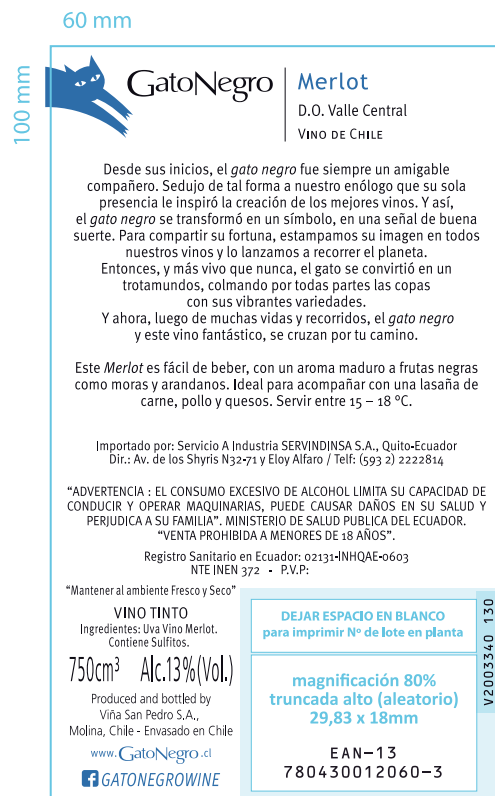 60 mm
100 mm
GatoNegro
Merlot
D.O. Valle Central
VINO DE CHILE
Desde sus inicios, el gato negro fue siempre un amigable
compañero. Sedujo de tal forma a nuestro enólogo que su sola
presencia le inspiró la creación de los mejores vinos. Y así,
el gato negro se transformó en un símbolo, en una señal de buena
suerte. Para compartir su fortuna, estampamos su imagen en todos
nuestros vinos y lo lanzamos a recorrer el planeta.
Entonces, y más vivo que nunca, el gato se convirtió en un
trotamundos, colmando por todas partes las copas
con sus vibrantes variedades.
Y ahora, luego de muchas vidas y recorridos, el gato negro
y este vino fantástico, se cruzan por tu camino.
Este Merlot es fácil de beber, con un aroma maduro a frutas negras
como moras y arandanos. Ideal para acompañar con una lasaña de
carne, pollo y quesos. Servir entre 15 – 18 °C.
Importado por: Servicio A Industria SERVINDINSA S.A., Quito-Ecuador
Dir.: Av. de los Shyris N32-71 y Eloy Alfaro / Telf: (593 2) 2222814
“ADVERTENCIA : EL CONSUMO EXCESIVO DE ALCOHOL LIMITA SU CAPACIDAD DE
CONDUCIR Y OPERAR MAQUINARIAS, PUEDE CAUSAR DAÑOS EN SU SALUD Y
PERJUDICA A SU FAMILIA”. MINISTERIO DE SALUD PUBLICA DEL ECUADOR.
“VENTA PROHIBIDA A MENORES DE 18 AÑOS”.
Registro Sanitario en Ecuador: 02131-INHQAE-0603
NTE INEN 372 - P.V.P:
“Mantener al ambiente Fresco y Seco”
VINO TINTO
Ingredientes: Uva Vino Merlot.
Contiene Sulfitos.
750cm³ Alc.13%(Vol.)
Produced and bottled by
Viña San Pedro S.A.,
Molina, Chile - Envasado en Chile
www.GatoNegro.cl
f GATONEGROWINE
DEJAR ESPACIO EN BLANCO
para imprimir Nº de lote en planta
magnificación 80%
truncada alto (aleatorio)
29,83 x 18mm
EAN-13
780430012060-3
V2003340 130